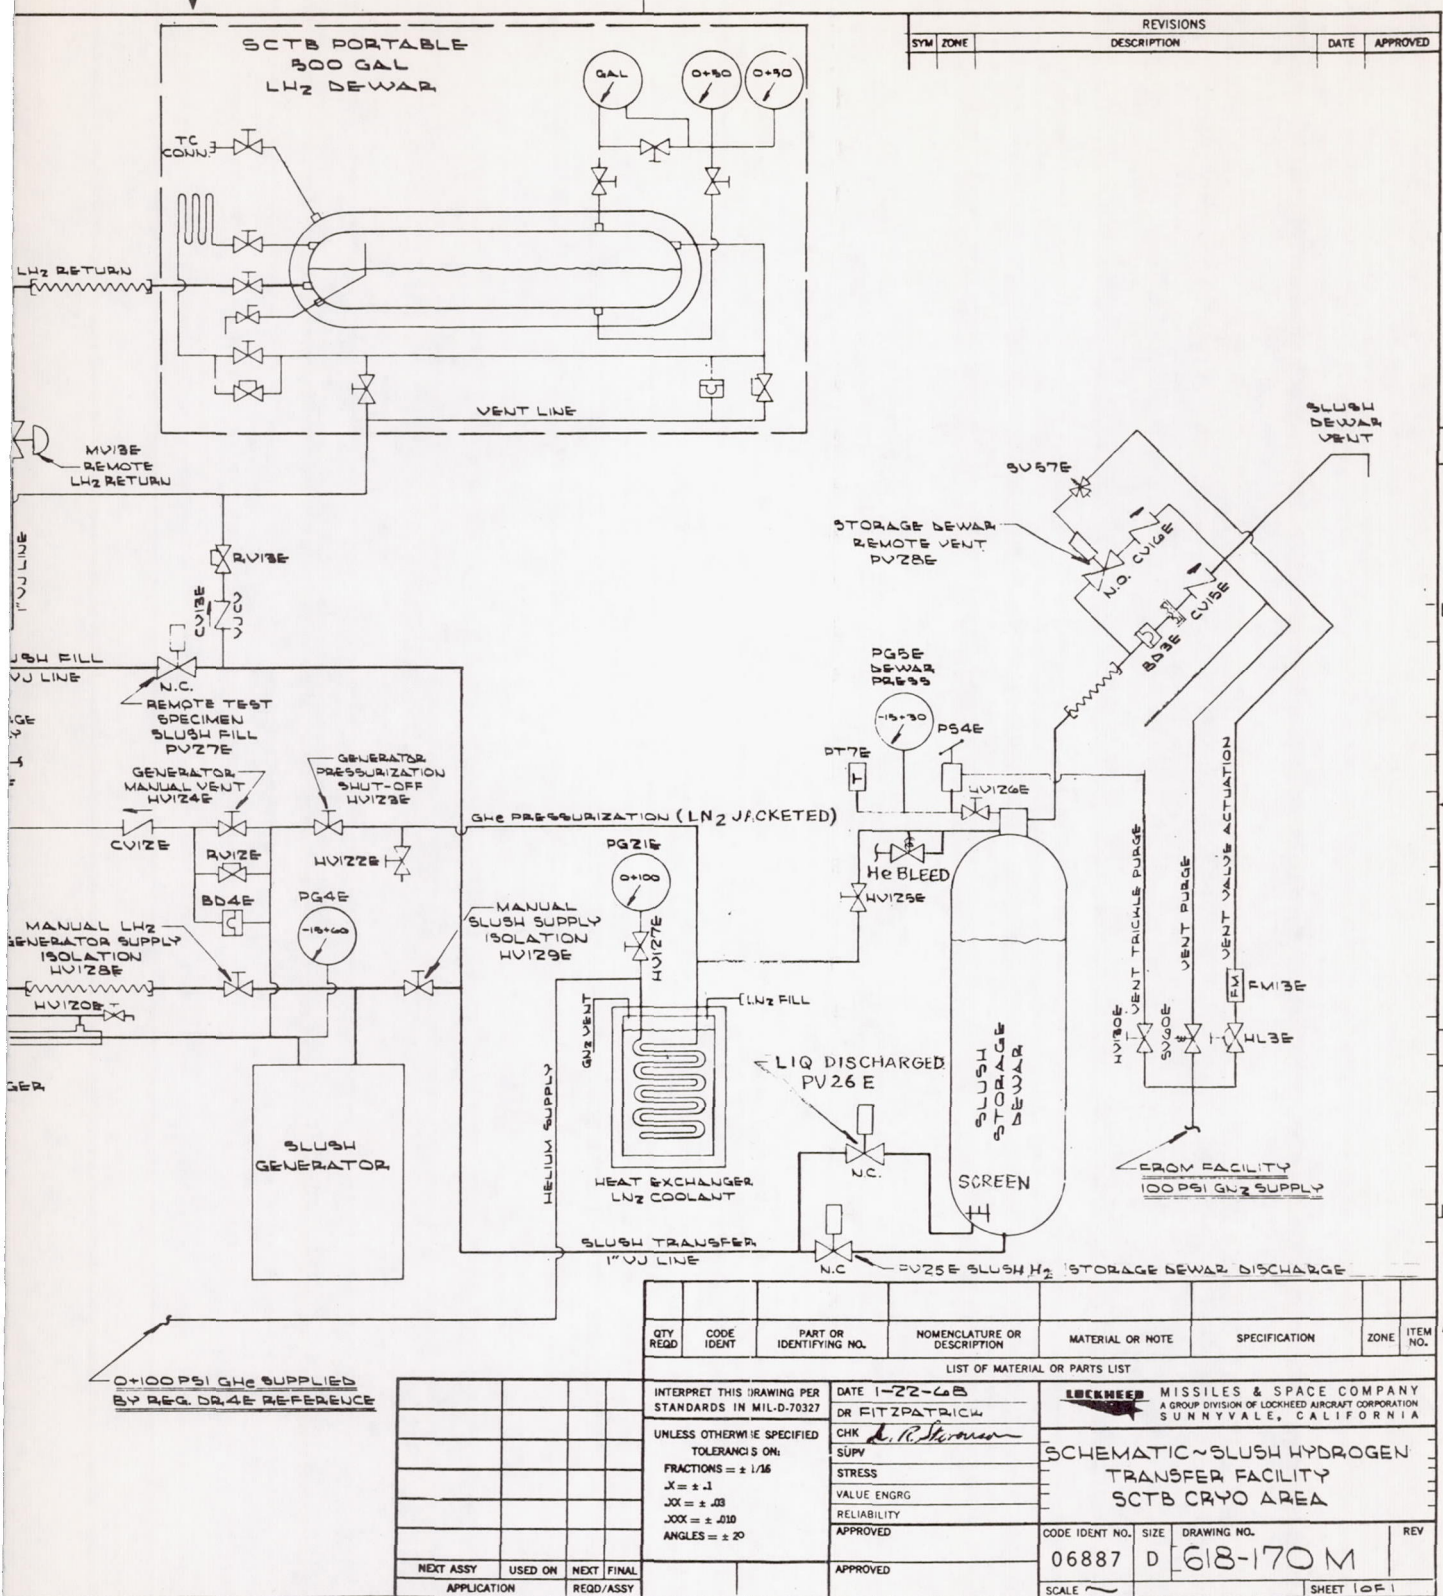 REVISIONS
SYM ZONE DESCRIPTION DATE APPROVED
SCTB PORTABLE
500 GAL
LH2 DEWAR
GAL
0+50
0+50
TC
CONN.
LH2 RETURN
VENT LINE
MV13E
REMOTE
LH2 RETURN
1" VJ LINE
RV13E
CV13E
SLUSH
DEWAR
VENT
SV57E
STORAGE DEWAR
REMOTE VENT
PV28E
N.O.
CV16E
CV15E
BD3E
USH FILL
VJ LINE
N.C.
REMOTE TEST
SPECIMEN
SLUSH FILL
PV27E
GENERATOR
MANUAL VENT
HV124E
GENERATOR
PRESSURIZATION
SHUT-OFF
HV123E
PG5E
DEWAR
PRESS
-15+30
PS4E
PT7E
T
HV126E
GHe PRESSURIZATION (LN2 JACKETED)
CV12E
RV12E
HV122E
BD4E
PG4E
-15+60
PG21E
0+100
HV127E
He BLEED
HV125E
MANUAL
SLUSH SUPPLY
ISOLATION
HV129E
MANUAL LH2
GENERATOR SUPPLY
ISOLATION
HV128E
HV120E
GER
GN2 VENT
LN2 FILL
VENT TRICKLE PURGE
VENT PURGE
VENT VALVE ACTUATION
FM
FM13E
HV130E
SV60E
HL3E
SLUSH
STORAGE
DEWAR
LIQ DISCHARGED
PV26E
N.C.
SCREEN
SLUSH
GENERATOR
HELIUM SUPPLY
HEAT EXCHANGER
LN2 COOLANT
FROM FACILITY
100 PSI GN2 SUPPLY
SLUSH TRANSFER
1" VJ LINE
N.C
PV25E SLUSH H2 STORAGE DEWAR DISCHARGE
0+100 PSI GHe SUPPLIED
BY REG. DR4E REFERENCE
QTY REQD CODE IDENT PART OR IDENTIFYING NO. NOMENCLATURE OR DESCRIPTION MATERIAL OR NOTE SPECIFICATION ZONE ITEM NO.
LIST OF MATERIAL OR PARTS LIST
INTERPRET THIS DRAWING PER
STANDARDS IN MIL-D-70327
UNLESS OTHERWISE SPECIFIED
TOLERANCES ON:
FRACTIONS = ± 1/16
.X = ± .1
.XX = ± .03
.XXX = ± .010
ANGLES = ± 2°
DATE 1-22-68
DR FITZPATRICK
CHK
SUPV
STRESS
VALUE ENGRG
RELIABILITY
APPROVED
APPROVED
LOCKHEED MISSILES & SPACE COMPANY
A GROUP DIVISION OF LOCKHEED AIRCRAFT CORPORATION
SUNNYVALE, CALIFORNIA
SCHEMATIC~SLUSH HYDROGEN
TRANSFER FACILITY
SCTB CRYO AREA
CODE IDENT NO. SIZE DRAWING NO. REV
06887 D 618-170 M
SCALE ~ SHEET 1 OF 1
NEXT ASSY USED ON NEXT FINAL
APPLICATION REQD/ASSY